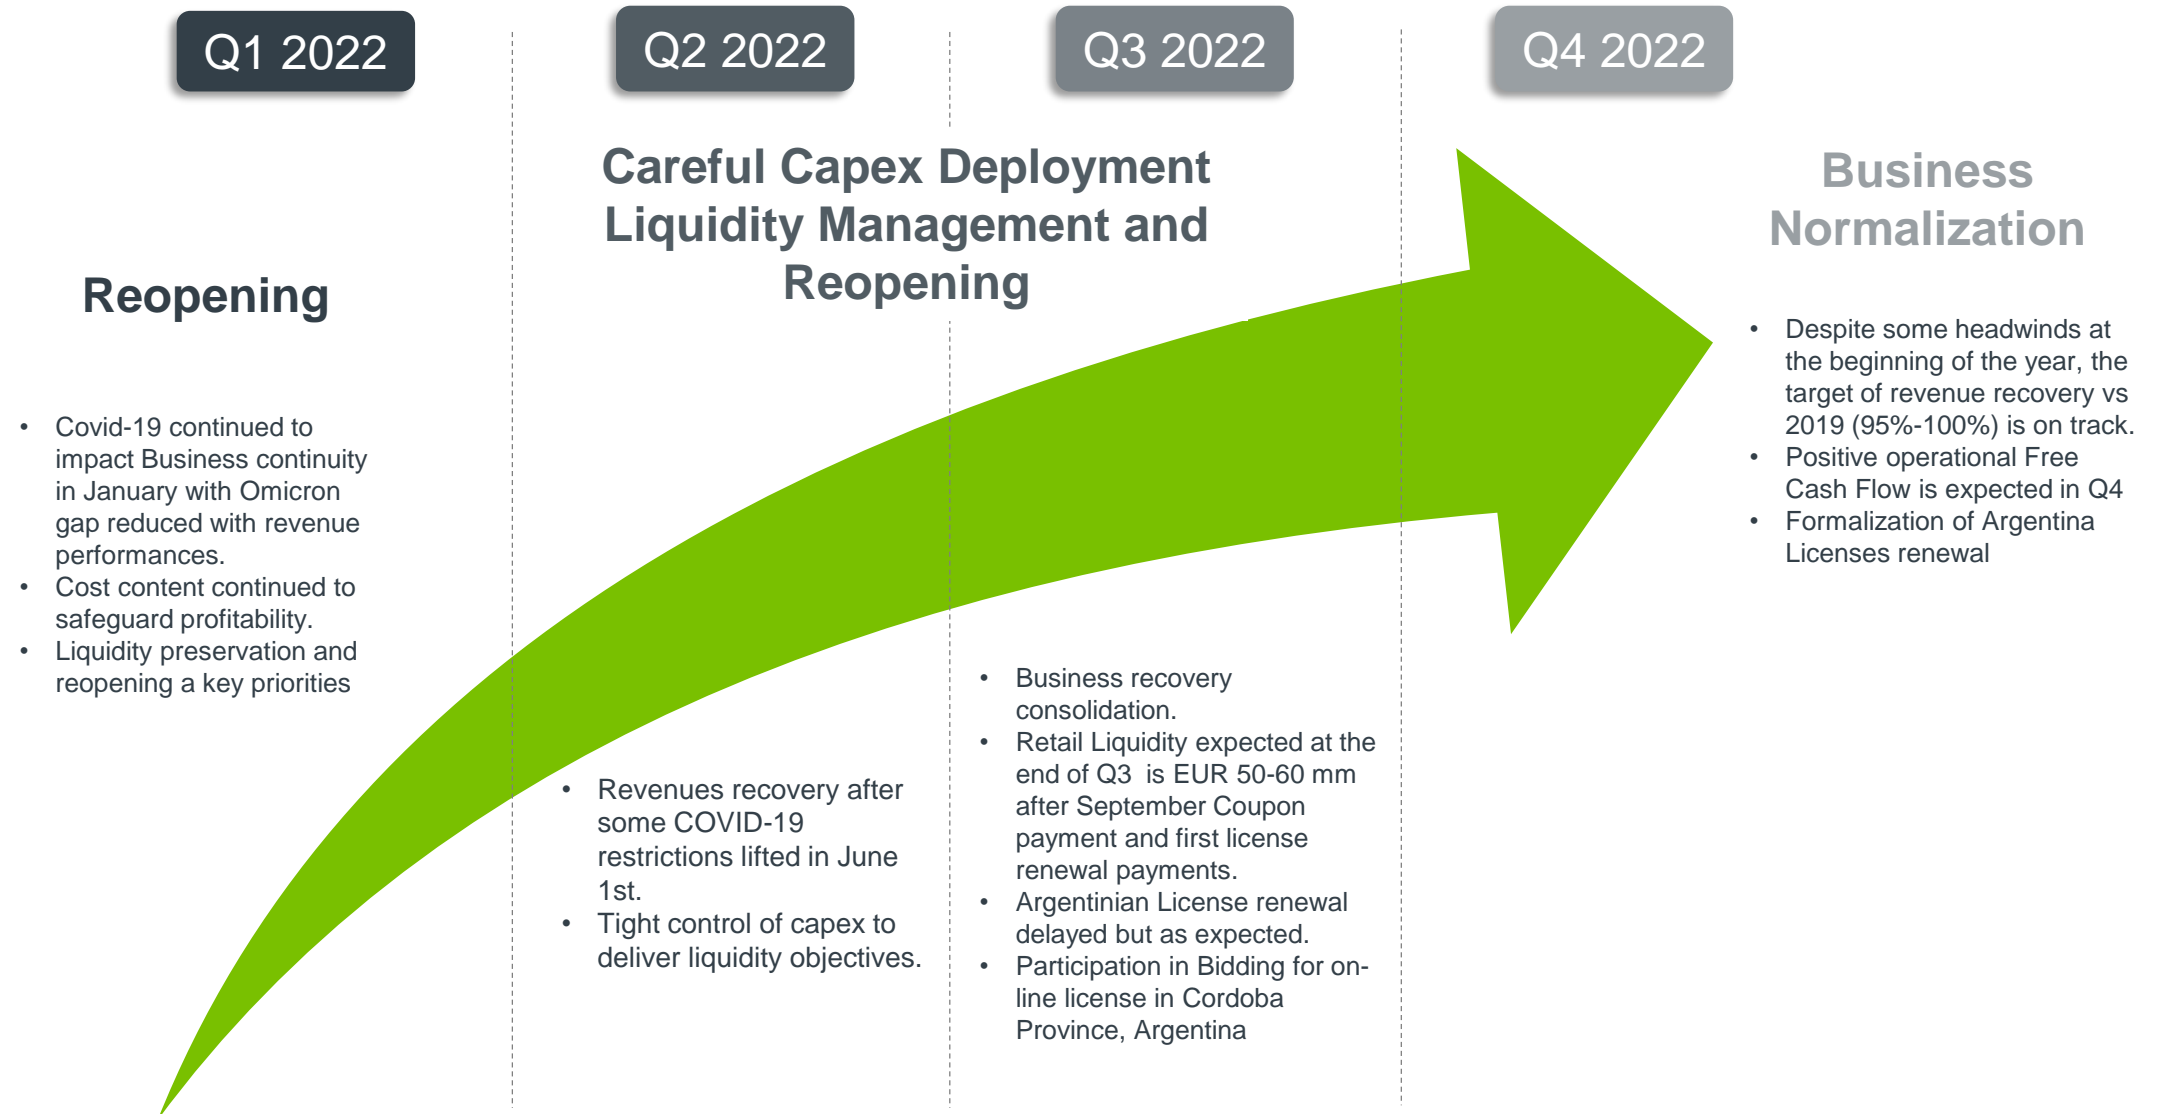 Q1 2022
Q2 2022
Q3 2022
Q4 2022
Reopening
• Covid-19 continued to
impact Business continuity
in January with Omicron
gap reduced with revenue
performances.
• Cost content continued to
safeguard profitability.
• Liquidity preservation and
reopening a key priorities
Careful Capex Deployment
Liquidity Management and
Reopening
• Revenues recovery after
some COVID-19
restrictions lifted in June
1st.
• Tight control of capex to
deliver liquidity objectives.
• Business recovery
consolidation.
• Retail Liquidity expected at the
end of Q3 is EUR 50-60 mm
after September Coupon
payment and first license
renewal payments.
• Argentinian License renewal
delayed but as expected.
• Participation in Bidding for on-
line license in Cordoba
Province, Argentina
Business
Normalization
• Despite some headwinds at
the beginning of the year, the
target of revenue recovery vs
2019 (95%-100%) is on track.
• Positive operational Free
Cash Flow is expected in Q4
• Formalization of Argentina
Licenses renewal